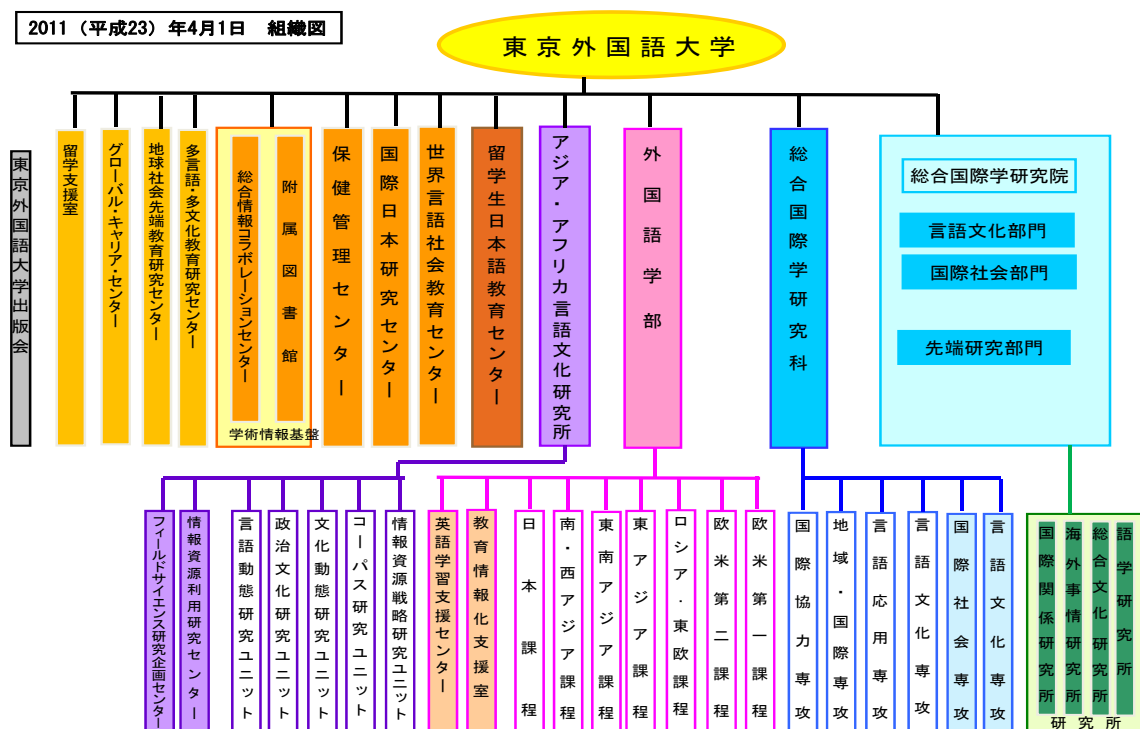 2011（平成23）年4月1日　組織図
東京外国語大学
東京外国語大学出版会
留学支援室
グローバル・キャリア・センター
地球社会先端教育研究センター
多言語・多文化教育研究センター
総合情報コラボレーションセンター
附属図書館
学術情報基盤
保健管理センター
国際日本研究センター
世界言語社会教育センター
留学生日本語教育センター
アジア・アフリカ言語文化研究所
外国語学部
総合国際学研究科
総合国際学研究院
言語文化部門
国際社会部門
先端研究部門
フィールドサイエンス研究企画センター
情報資源利用研究センター
言語動態研究ユニット
政治文化研究ユニット
文化動態研究ユニット
コーパス研究ユニット
情報資源戦略研究ユニット
英語学習支援センター
教育情報化支援室
日本課程
南・西アジア課程
東南アジア課程
東アジア課程
ロシア・東欧課程
欧米第二課程
欧米第一課程
国際協力専攻
地域・国際専攻
言語応用専攻
言語文化専攻
国際社会専攻
言語文化専攻
国際関係研究所
海外事情研究所
総合文化研究所
語学研究所
研究所